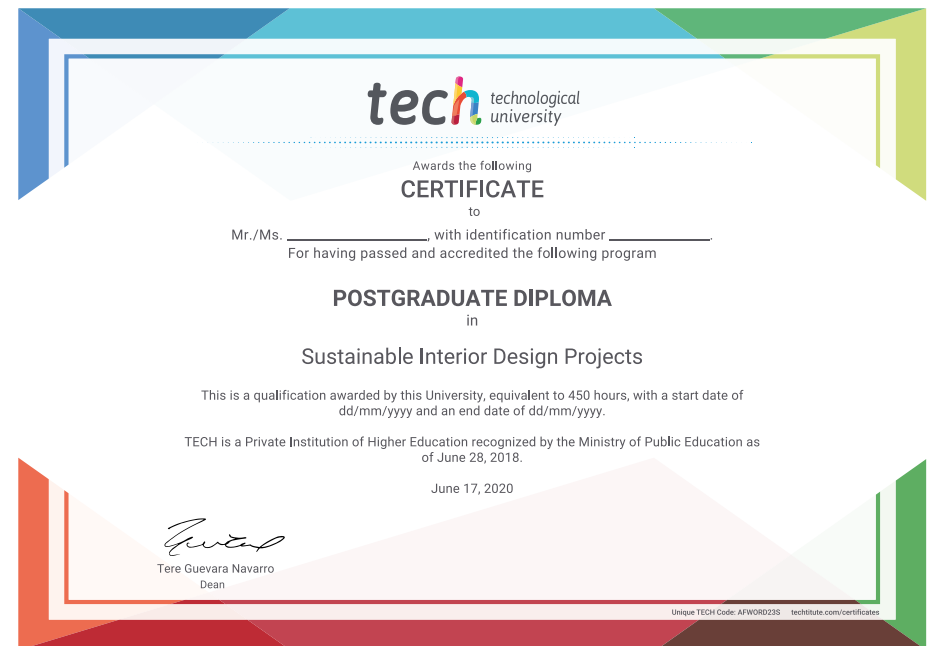 tech technological
university
Awards the following
CERTIFICATE
to
Mr./Ms. ____________________, with identification number ______________.
For having passed and accredited the following program
POSTGRADUATE DIPLOMA
in
Sustainable Interior Design Projects
This is a qualification awarded by this University, equivalent to 450 hours, with a start date of
dd/mm/yyyy and an end date of dd/mm/yyyy.
TECH is a Private Institution of Higher Education recognized by the Ministry of Public Education as
of June 28, 2018.
June 17, 2020
Tere Guevara Navarro
Dean
Unique TECH Code: AFWORD23S techtitute.com/certificates